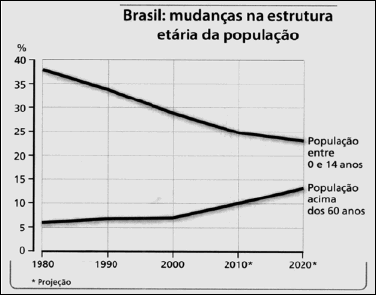 Brasil: mudanças na estrutura
etária da população
%
40
35
30
25
20
15
10
5
0
População
entre
0 e 14 anos
População
acima
dos 60 anos
1980
1990
2000
2010*
2020*
* Projeção